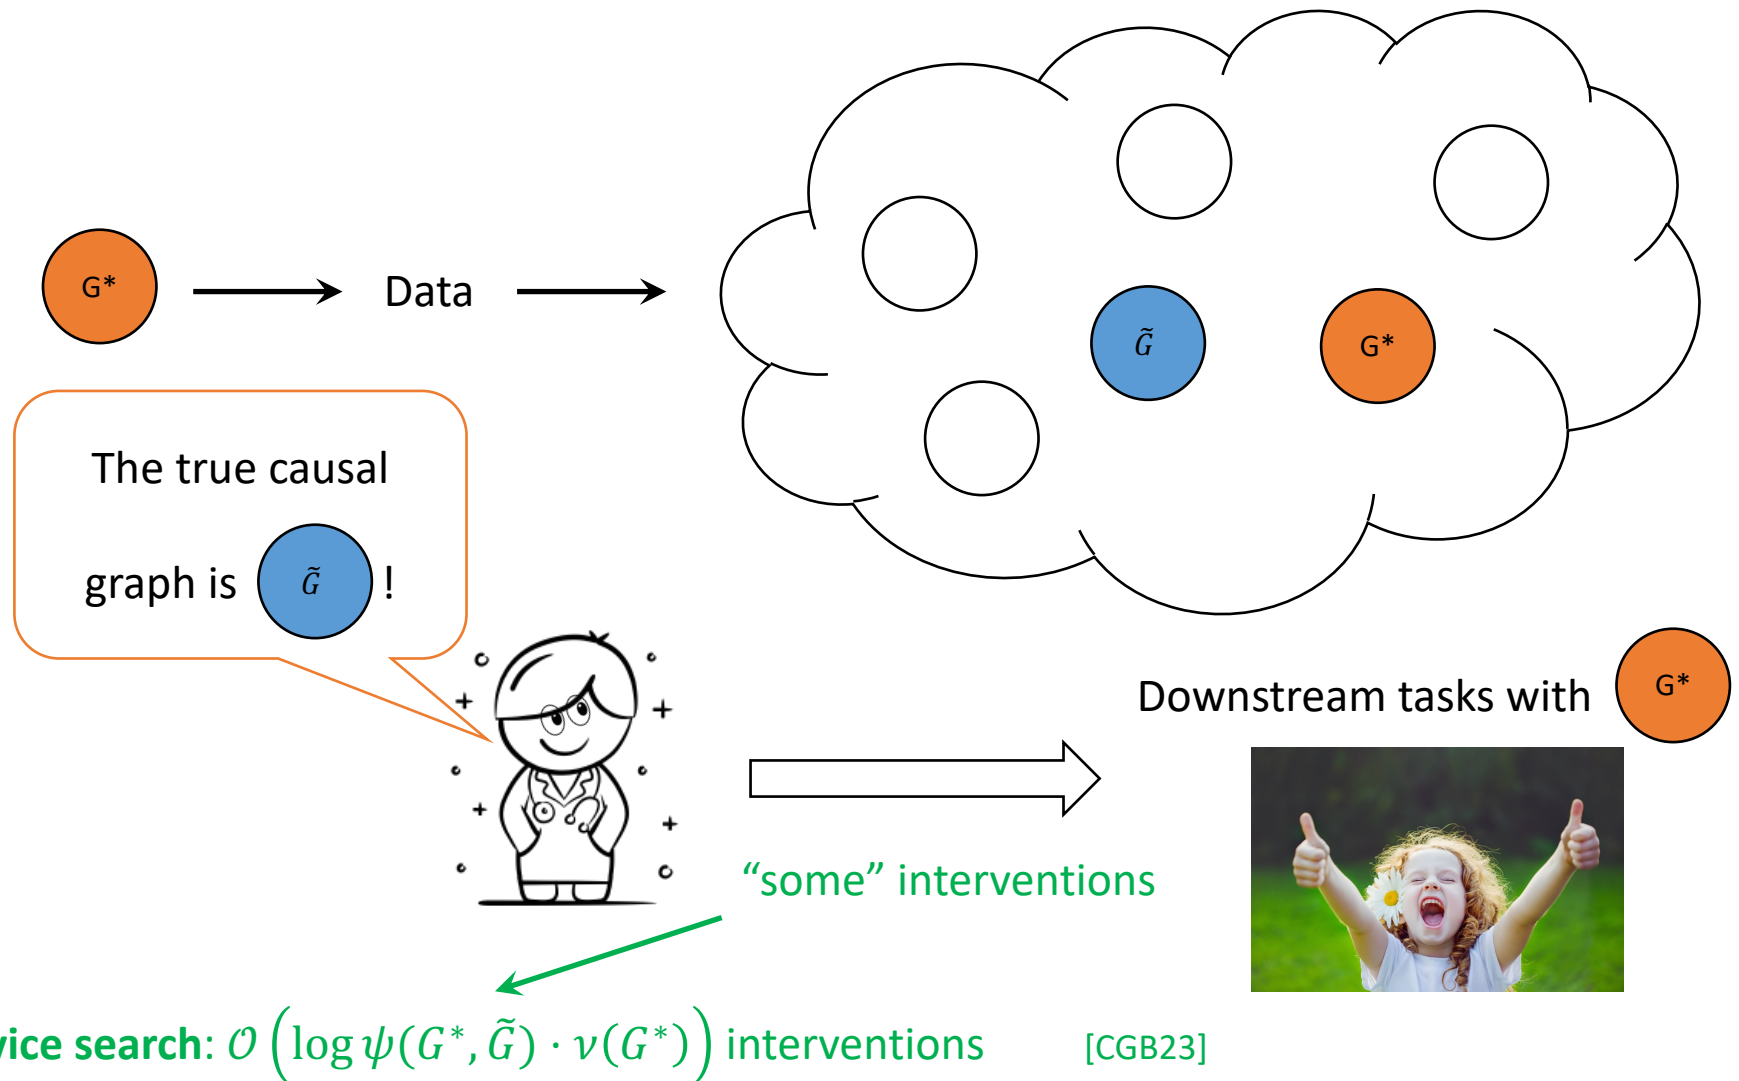 G*
Data
G̃
G*
The true causal
graph is G̃ !
Downstream tasks with G*
“some” interventions
vice search: 𝒪(log ψ(G*, G̃) · ν(G*)) interventions [CGB23]